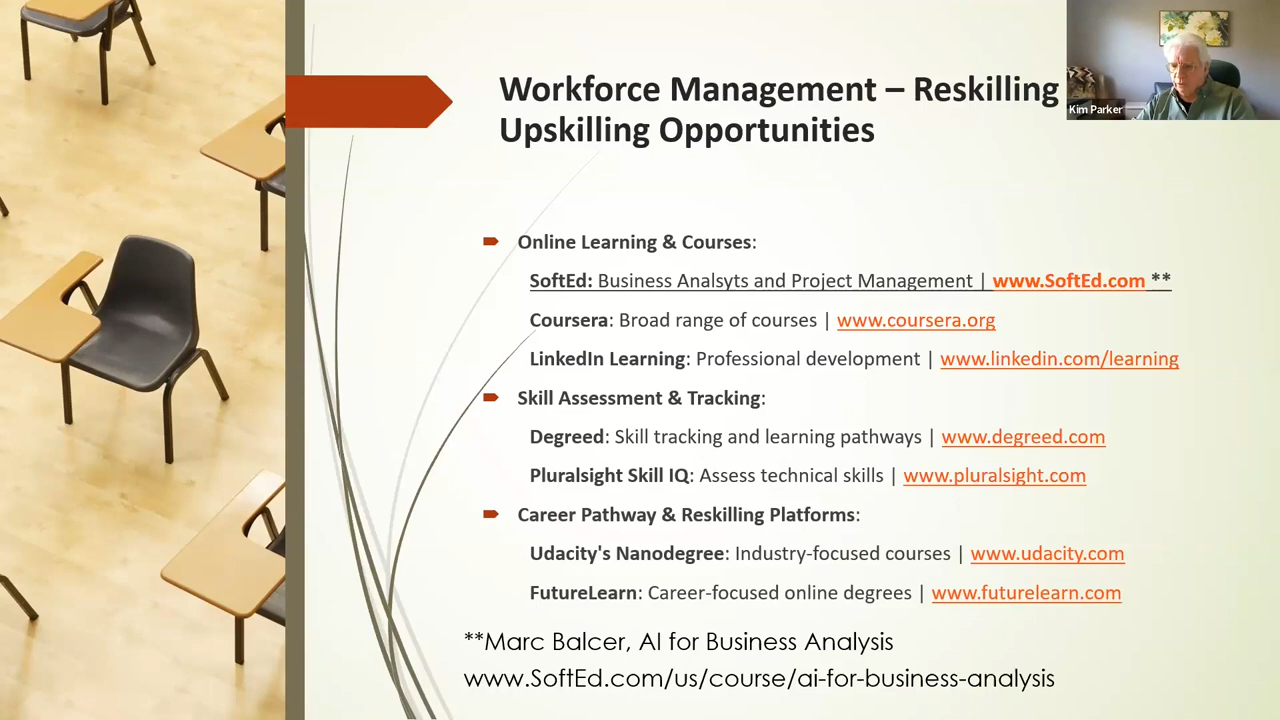 Workforce Management – Reskilling
Upskilling Opportunities
Kim Parker
Online Learning & Courses:
SoftEd: Business Analsyts and Project Management | www.SoftEd.com **
Coursera: Broad range of courses | www.coursera.org
LinkedIn Learning: Professional development | www.linkedin.com/learning
Skill Assessment & Tracking:
Degreed: Skill tracking and learning pathways | www.degreed.com
Pluralsight Skill IQ: Assess technical skills | www.pluralsight.com
Career Pathway & Reskilling Platforms:
Udacity's Nanodegree: Industry-focused courses | www.udacity.com
FutureLearn: Career-focused online degrees | www.futurelearn.com
**Marc Balcer, AI for Business Analysis
www.SoftEd.com/us/course/ai-for-business-analysis